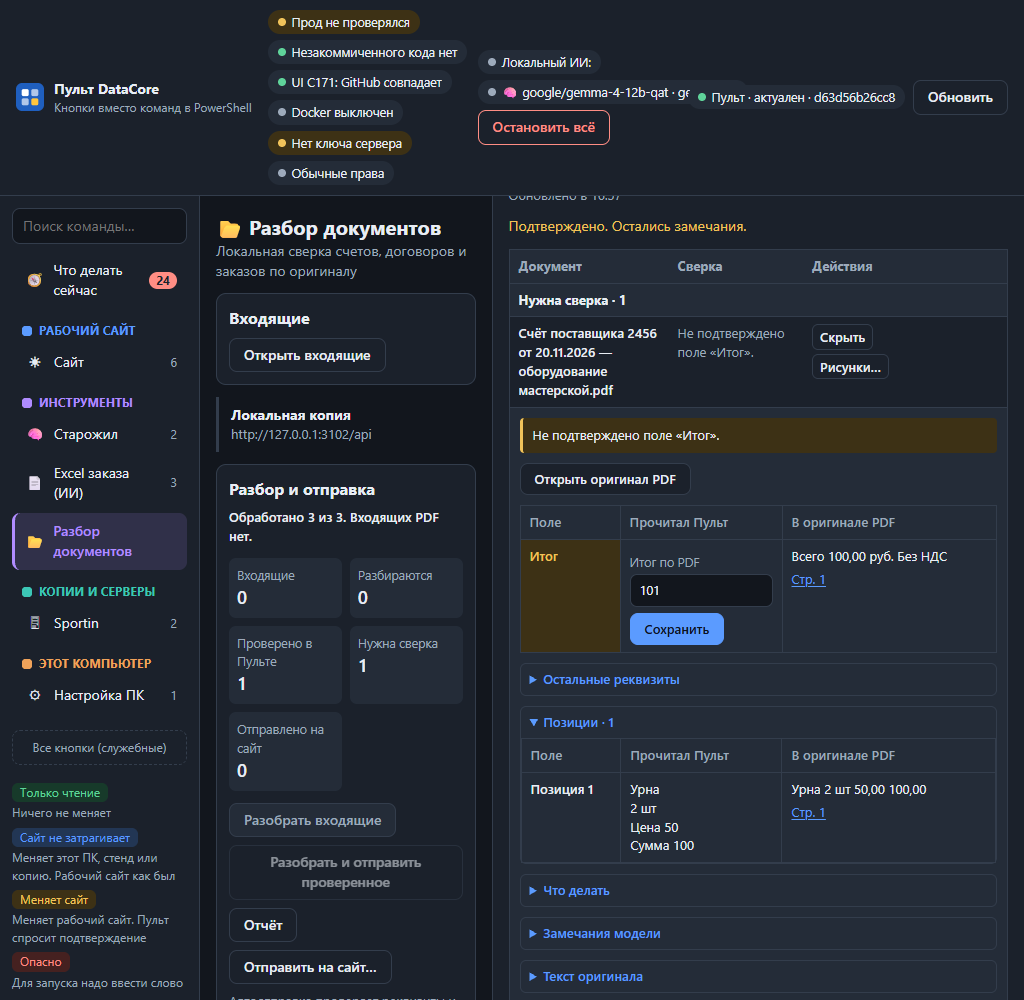 Пульт DataCore
Кнопки вместо команд в PowerShell
Прод не проверялся
Незакоммиченного кода нет
UI C171: GitHub совпадает
Docker выключен
Нет ключа сервера
Обычные права
Локальный ИИ:
google/gemma-4-12b-qat · ge
Остановить всё
Пульт · актуален · d63d56b26cc8
Обновить
Поиск команды...
Что делать
сейчас
24
РАБОЧИЙ САЙТ
Сайт 6
ИНСТРУМЕНТЫ
Старожил 2
Excel заказа
(ИИ)
3
Разбор
документов
КОПИИ И СЕРВЕРЫ
Sportin 2
ЭТОТ КОМПЬЮТЕР
Настройка ПК 1
Все кнопки (служебные)
Только чтение
Ничего не меняет
Сайт не затрагивает
Меняет этот ПК, стенд или
копию. Рабочий сайт как был
Меняет сайт
Меняет рабочий сайт. Пульт
спросит подтверждение
Опасно
Для запуска надо ввести слово
Разбор документов
Локальная сверка счетов, договоров и
заказов по оригиналу
Входящие
Открыть входящие
Локальная копия
http://127.0.0.1:3102/api
Разбор и отправка
Обработано 3 из 3. Входящих PDF
нет.
Входящие
0
Разбираются
0
Проверено в
Пульте
1
Нужна сверка
1
Отправлено на
сайт
0
Разобрать входящие
Разобрать и отправить
проверенное
Отчёт
Отправить на сайт...
Подтверждено. Остались замечания.
Документ Сверка Действия
Нужна сверка · 1
Счёт поставщика 2456
от 20.11.2026 —
оборудование
мастерской.pdf
Не подтверждено
поле «Итог».
Скрыть
Рисунки...
Не подтверждено поле «Итог».
Открыть оригинал PDF
Поле Прочитал Пульт В оригинале PDF
Итог
Итог по PDF
101
Сохранить
Всего 100,00 руб. Без НДС
Стр. 1
Остальные реквизиты
Позиции · 1
Поле Прочитал Пульт В оригинале PDF
Позиция 1
Урна
2 шт
Цена 50
Сумма 100
Урна 2 шт 50,00 100,00
Стр. 1
Что делать
Замечания модели
Текст оригинала